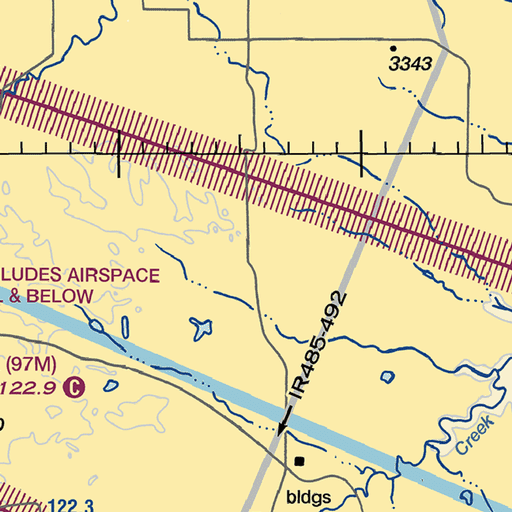 3343
LUDES AIRSPACE
& BELOW
IR485-492
(97M)
122.9 C
Creek
bldgs
122.3